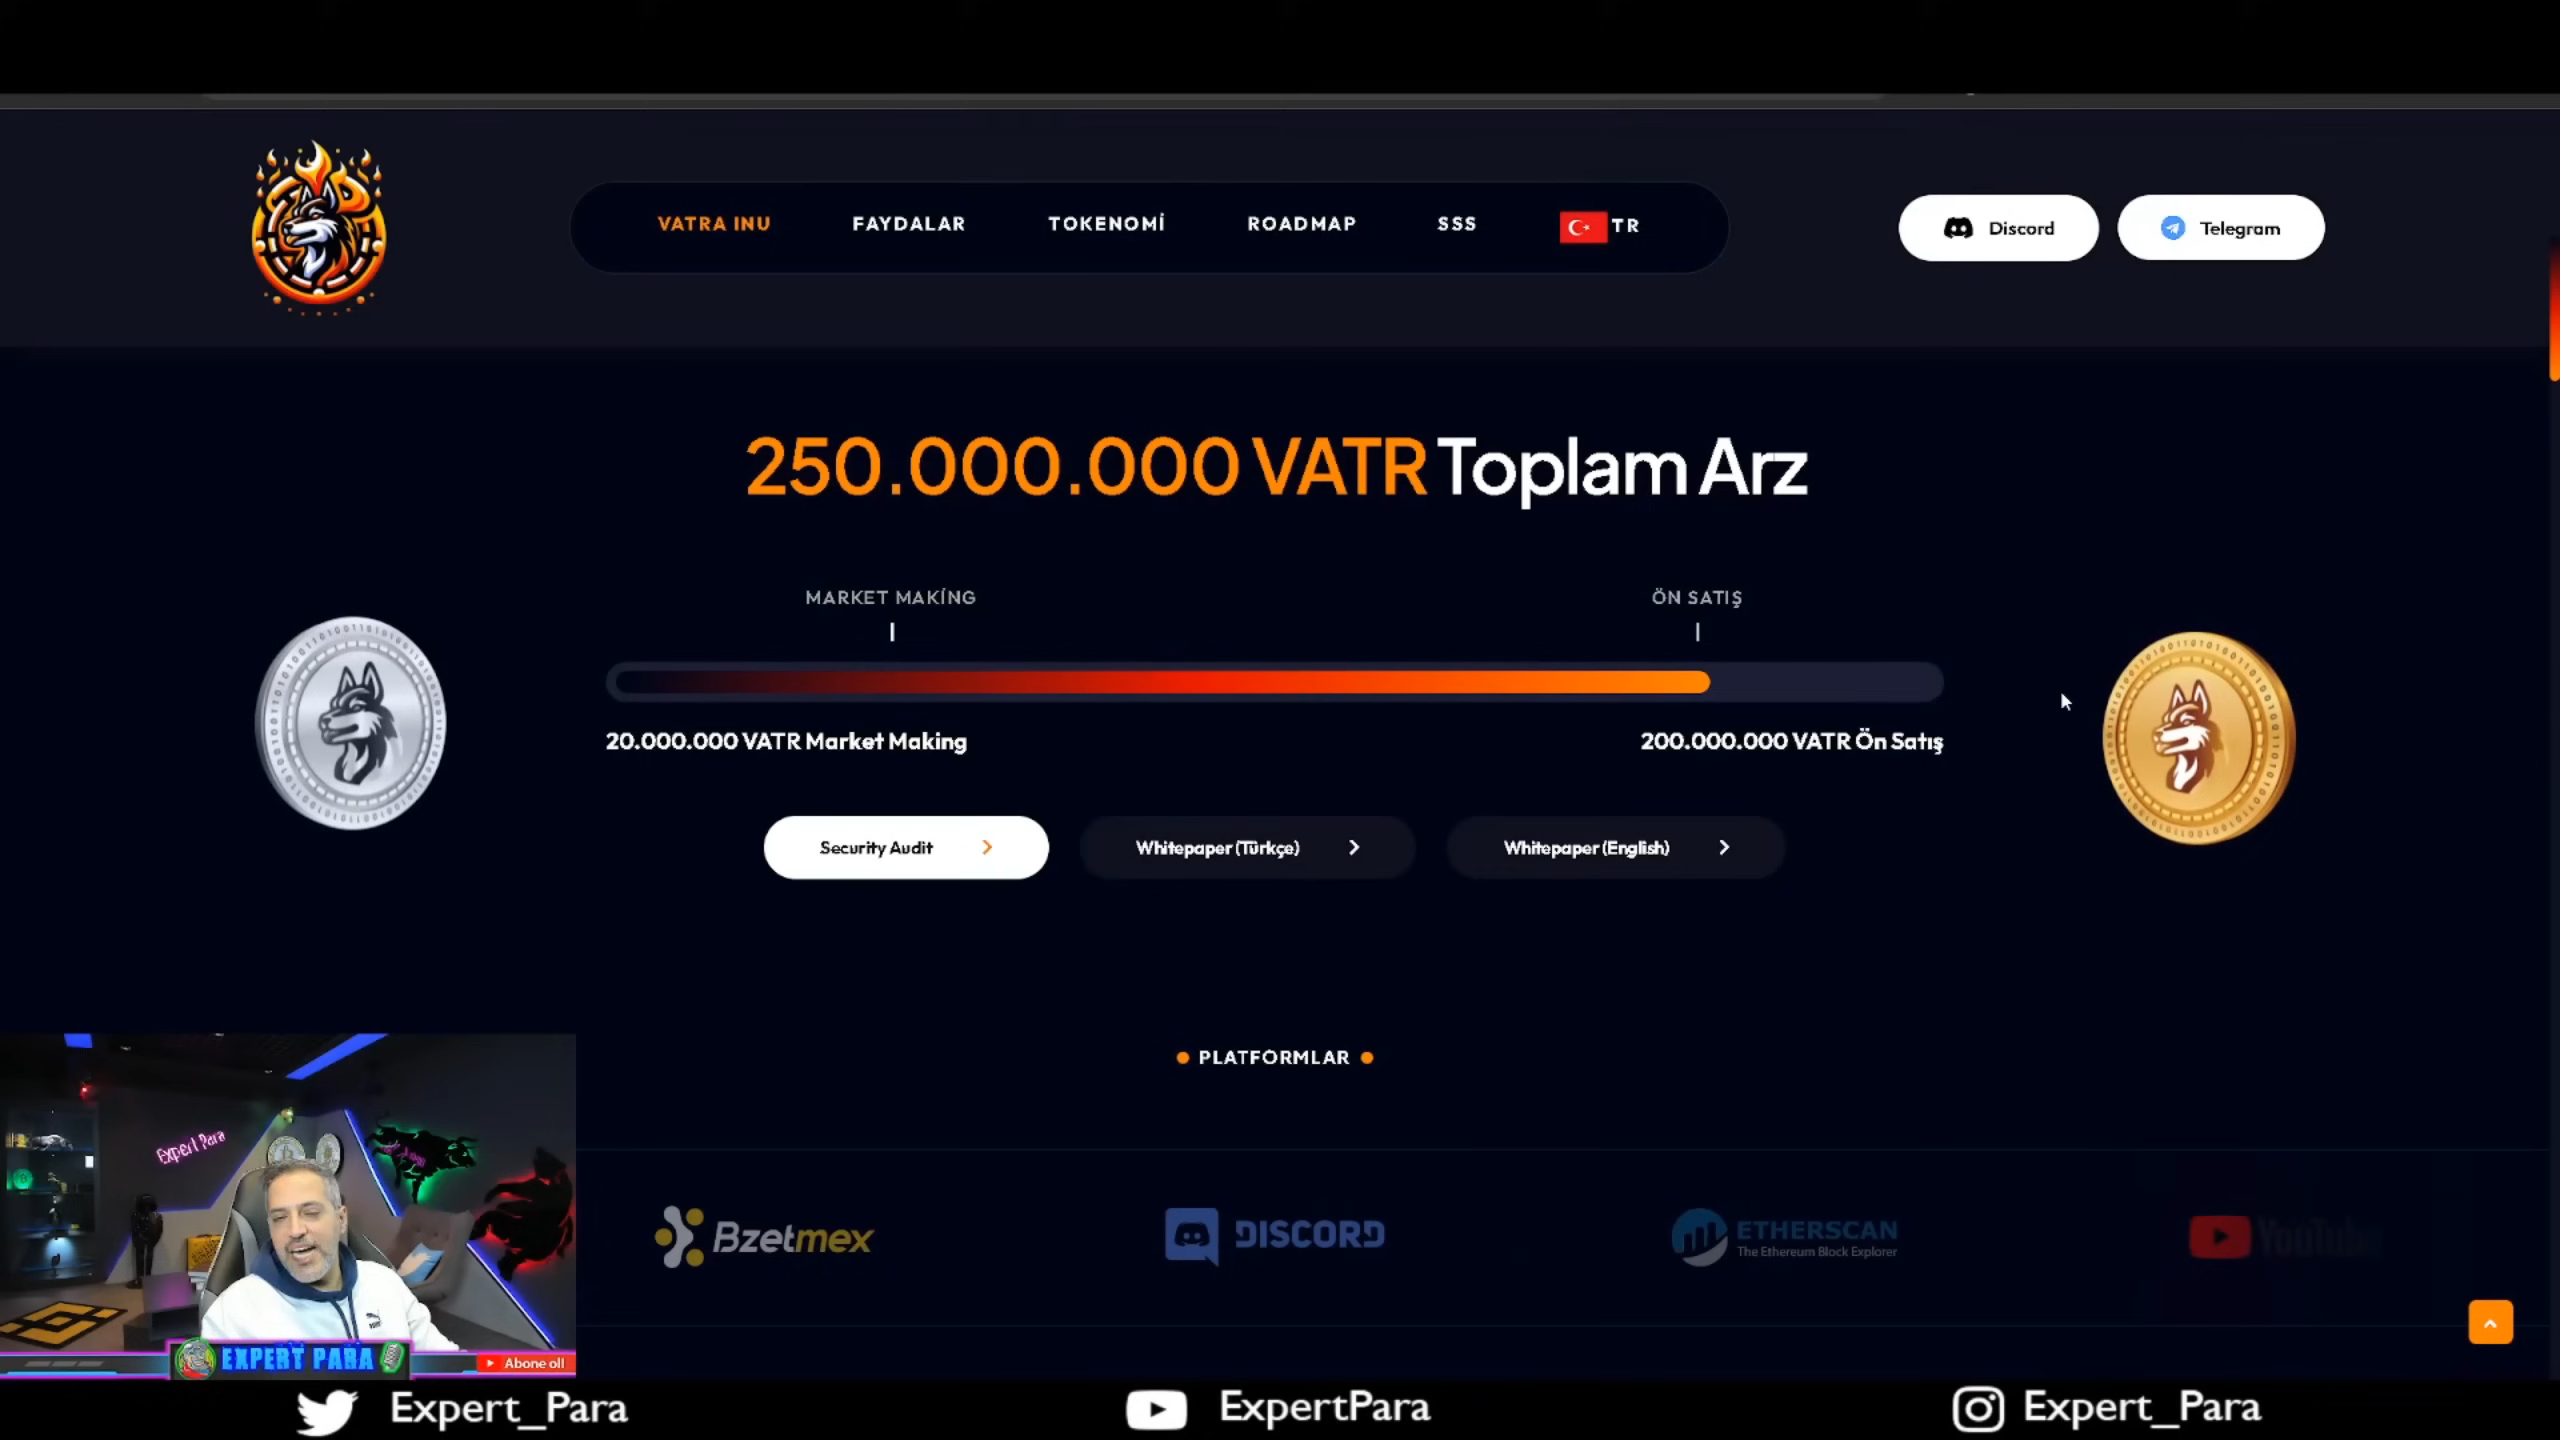 VATRA INU
FAYDALAR
TOKENOMİ
ROADMAP
SSS
TR
Discord
Telegram
250.000.000 VATR Toplam Arz
MARKET MAKİNG
ÖN SATIŞ
20.000.000 VATR Market Making
200.000.000 VATR Ön Satış
Security Audit
Whitepaper (Türkçe)
Whitepaper (English)
PLATFORMLAR
Bzetmex
DISCORD
ETHERSCAN
The Ethereum Block Explorer
YouTube
Expert Para
EXPERT PARA
Abone oll
Expert_Para
ExpertPara
Expert_Para